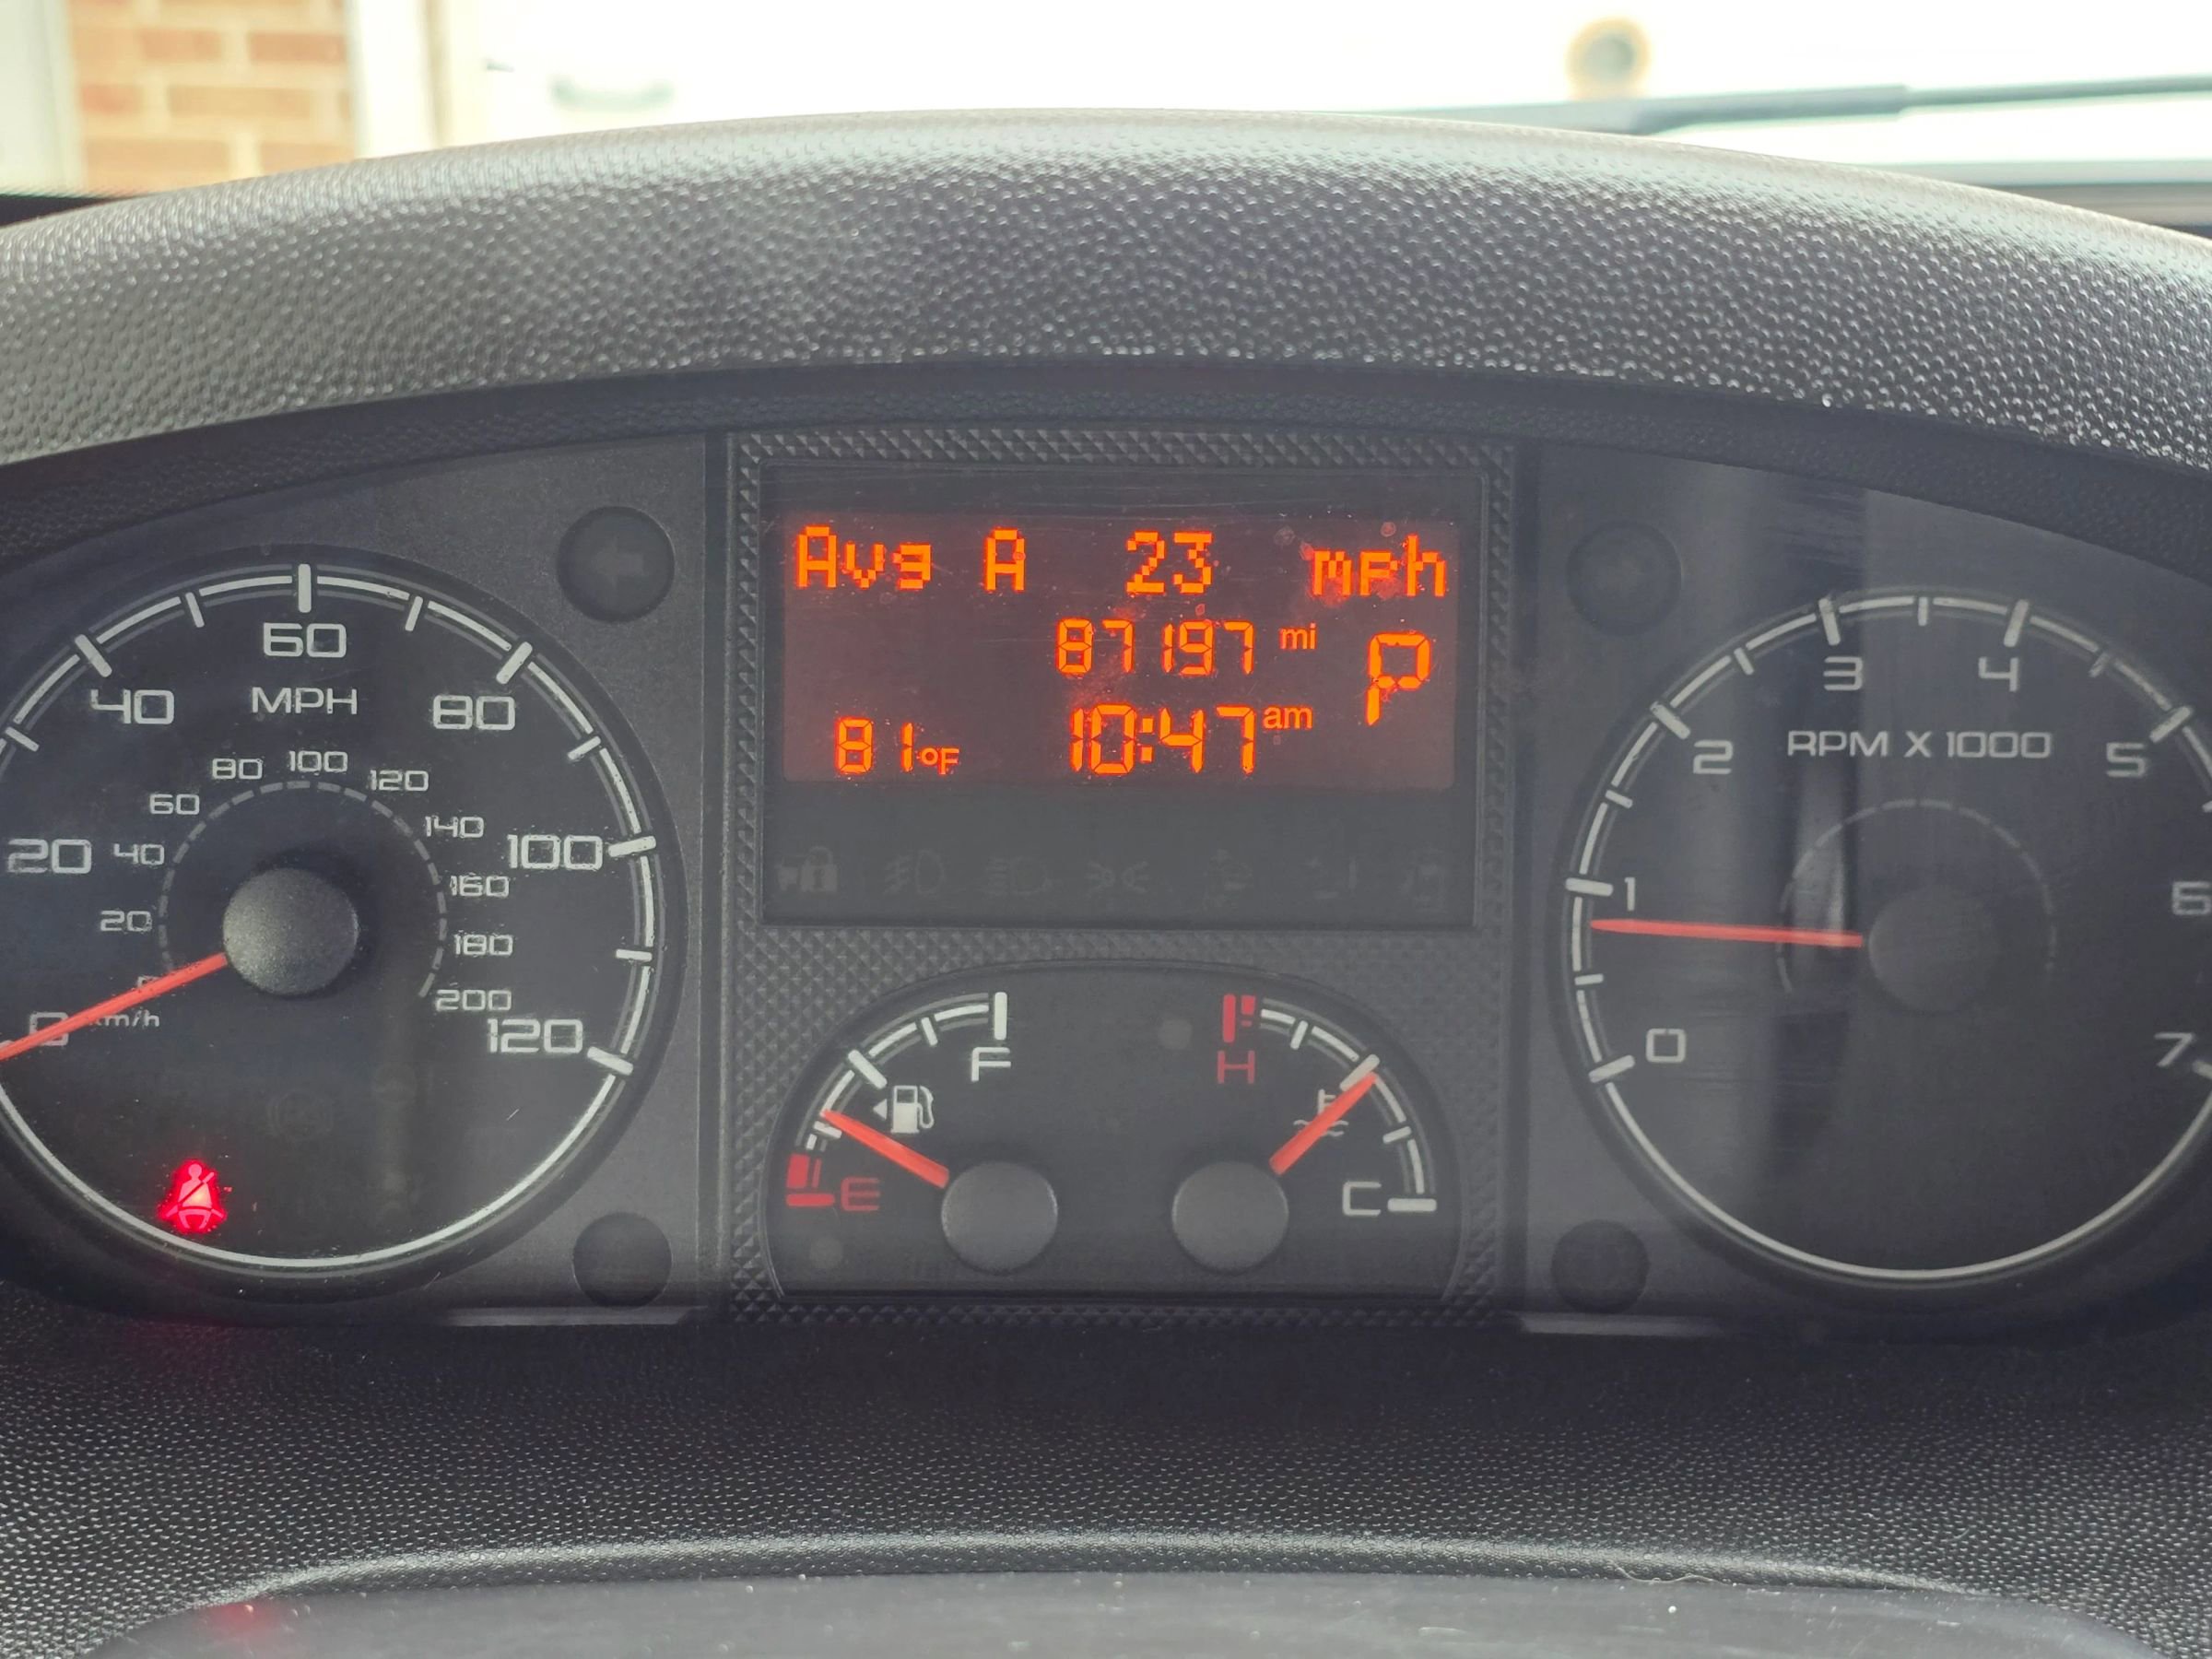 Avg A 23 mph
87197 mi P
81°F 10:47 am
0 20 40 60 80 100 120
MPH
20 40 60 80 100 120 140 160 180 200
km/h
0 1 2 3 4 5 6 7
RPM X 1000
E F
H C